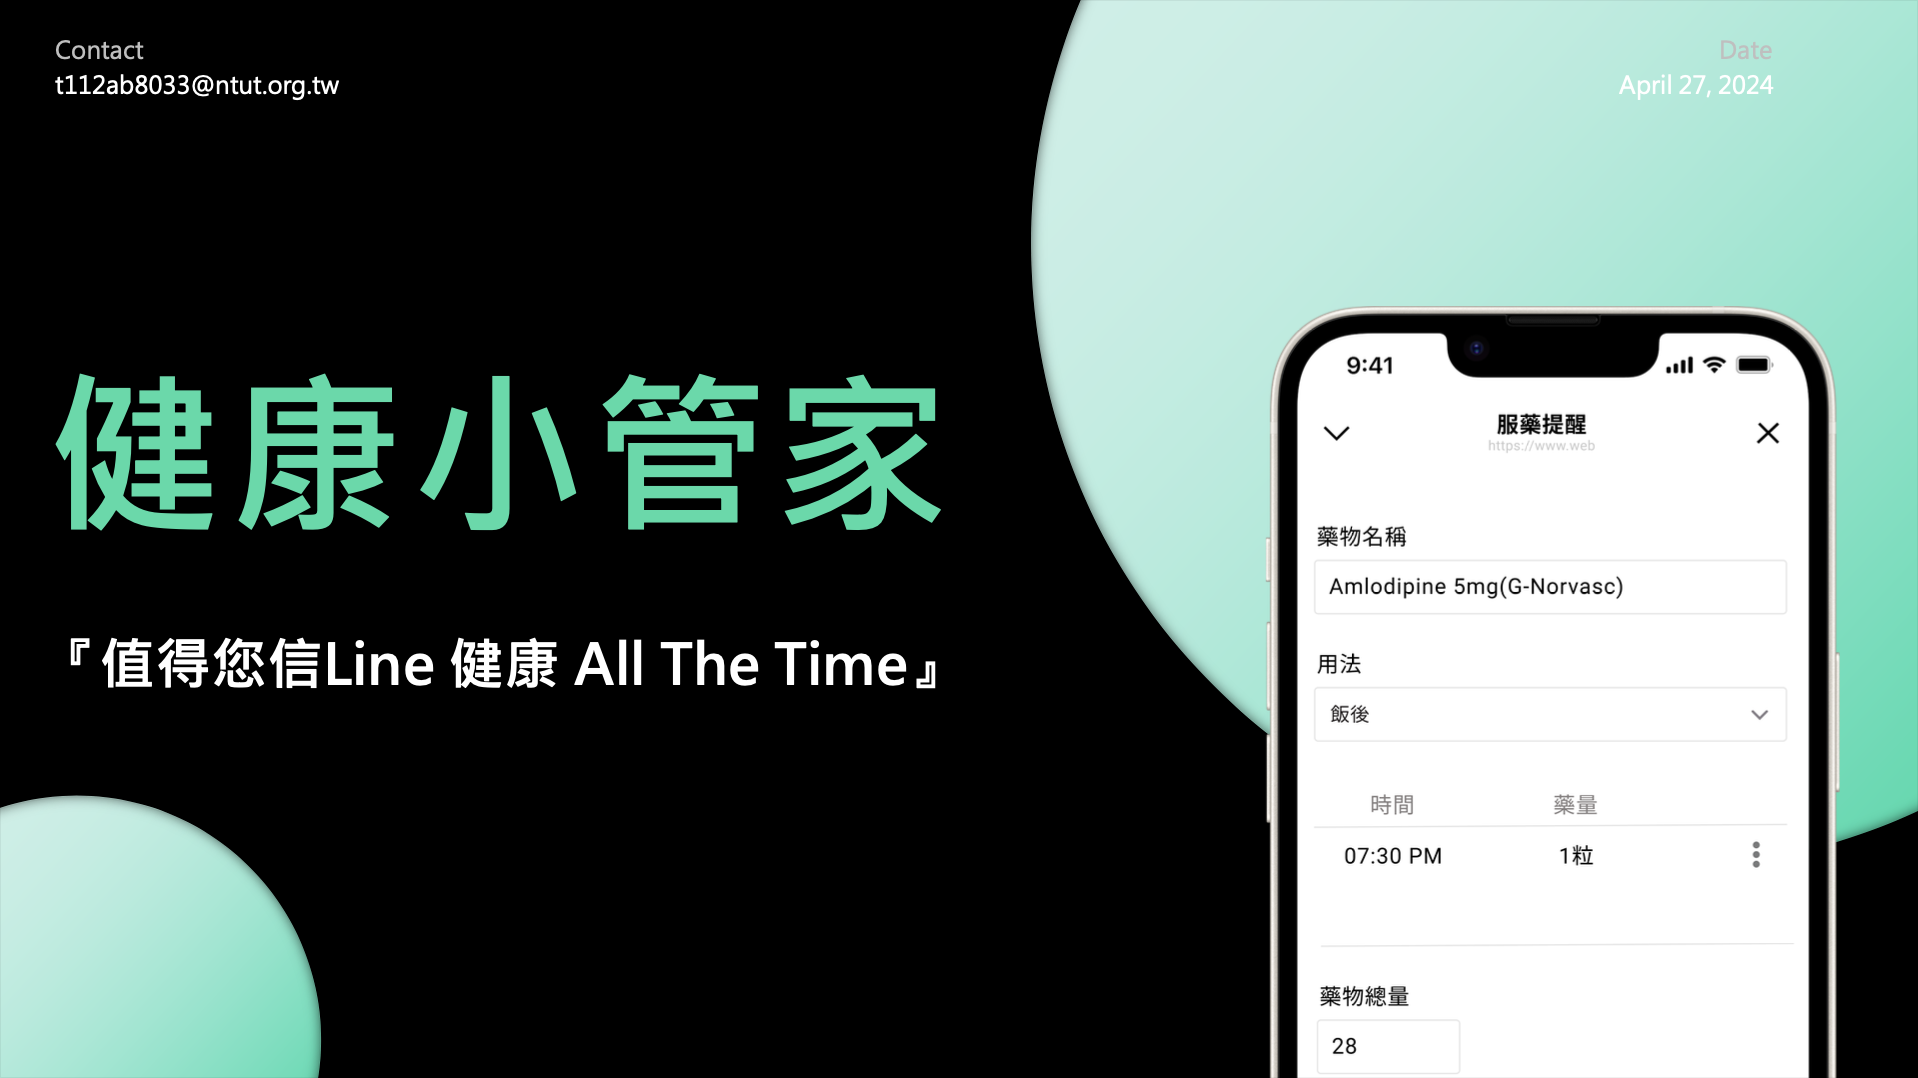 Contact
t112ab8033@ntut.org.tw
Date
April 27, 2024
健康小管家
『值得您信Line 健康 All The Time』
9:41
服藥提醒
https://www.web
藥物名稱
Amlodipine 5mg(G-Norvasc)
用法
飯後
時間 藥量
07:30 PM 1粒
藥物總量
28